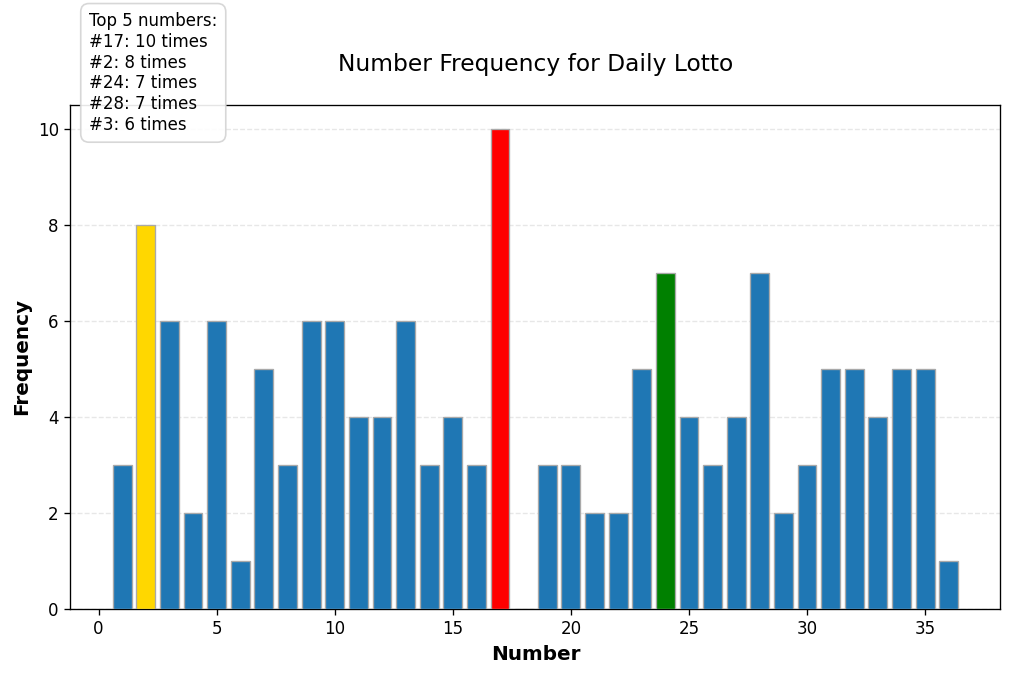 Top 5 numbers:
#17: 10 times
#2: 8 times
#24: 7 times
#28: 7 times
#3: 6 times
Number Frequency for Daily Lotto
Frequency
10
8
6
4
2
0
0 5 10 15 20 25 30 35
Number